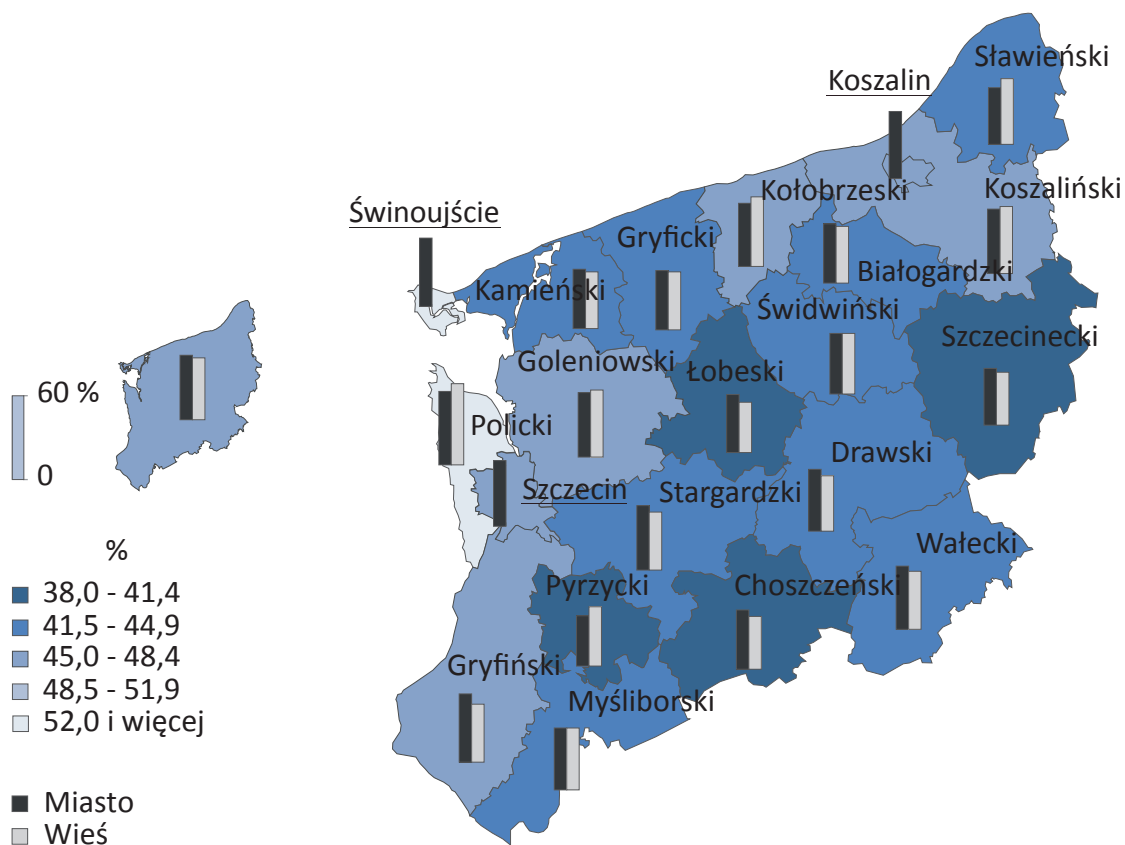 Sławieński
Koszalin
Kołobrzeski
Koszaliński
Świnoujście
Gryficki
Białogardzki
Kamieński
Świdwiński
Szczecinecki
Goleniowski
Łobeski
60 %
0
Policki
Drawski
Szczecin
Stargardzki
Wałecki
%
38,0 - 41,4
41,5 - 44,9
45,0 - 48,4
48,5 - 51,9
52,0 i więcej
Pyrzycki
Choszczeński
Gryfiński
Myśliborski
Miasto
Wieś